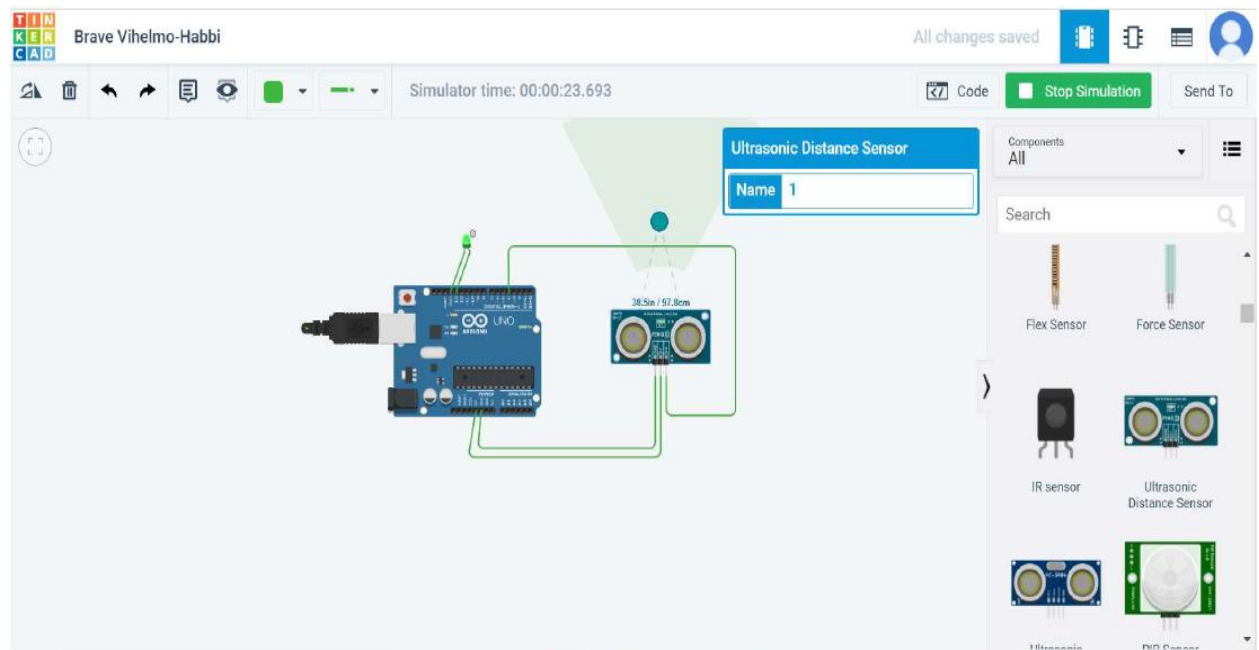 TIN
KER
CAD
Brave Vihelmo-Habbi
All changes saved
Simulator time: 00:00:23.693
Code
Stop Simulation
Send To
Ultrasonic Distance Sensor
Name 1
Components
All
Search
38.5in / 97.8cm
UNO
Flex Sensor
Force Sensor
IR sensor
Ultrasonic
Distance Sensor